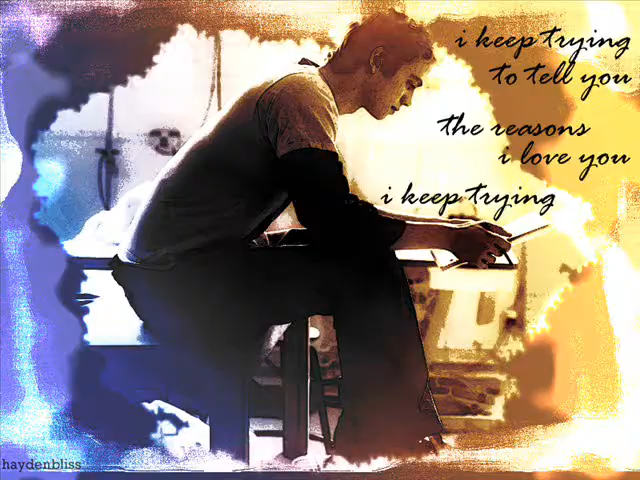 i keep trying
to tell you
the reasons
i love you
i keep trying
haydenbliss